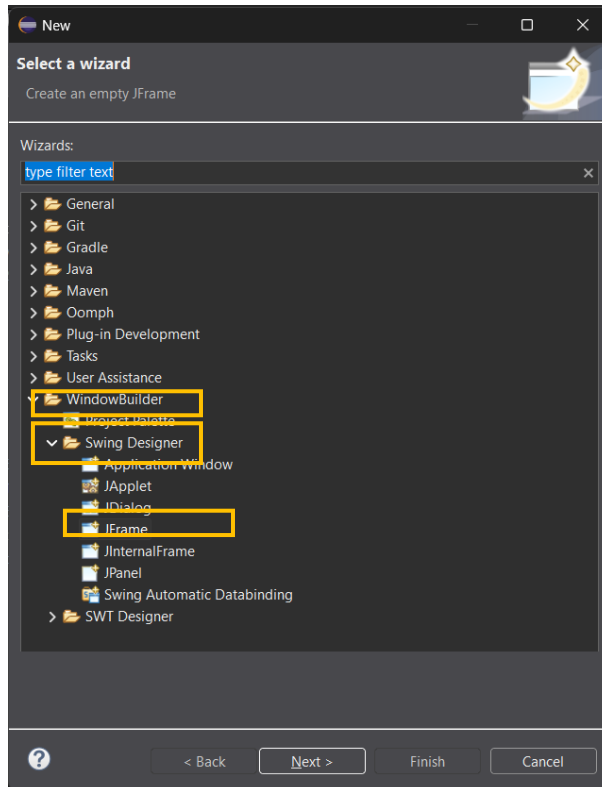 New
Select a wizard
Create an empty JFrame
Wizards:
type filter text
General
Git
Gradle
Java
Maven
Oomph
Plug-in Development
Tasks
User Assistance
WindowBuilder
Project Palette
Swing Designer
Application Window
JApplet
JDialog
JFrame
JInternalFrame
JPanel
Swing Automatic Databinding
SWT Designer
< Back Next > Finish Cancel